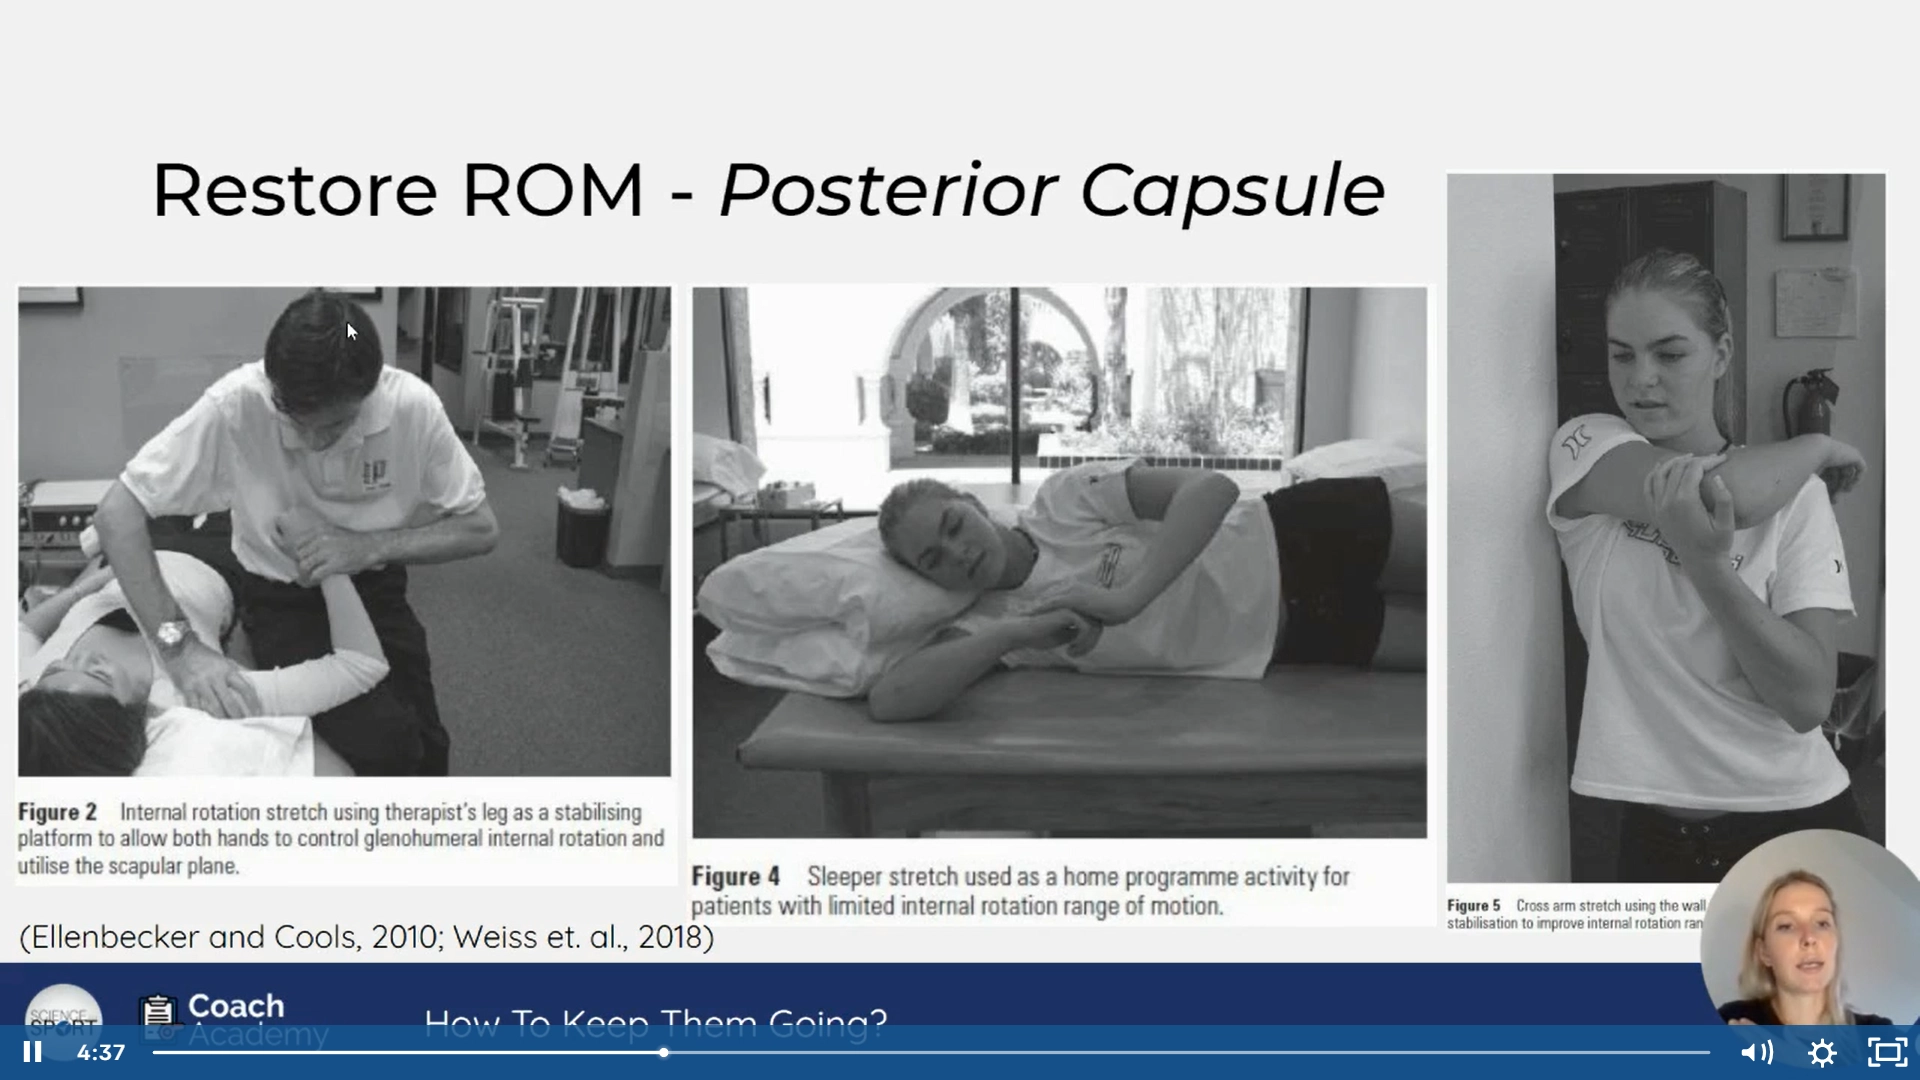 Restore ROM - Posterior Capsule
Figure 2 Internal rotation stretch using therapist's leg as a stabilising
platform to allow both hands to control glenohumeral internal rotation and
utilise the scapular plane.
Figure 4 Sleeper stretch used as a home programme activity for
patients with limited internal rotation range of motion.
Figure 5 Cross arm stretch using the wall
stabilisation to improve internal rotation ran
(Ellenbecker and Cools, 2010; Weiss et. al., 2018)
SCIENCE
SPORT
Coach
Academy
How To Keep Them Going?
4:37